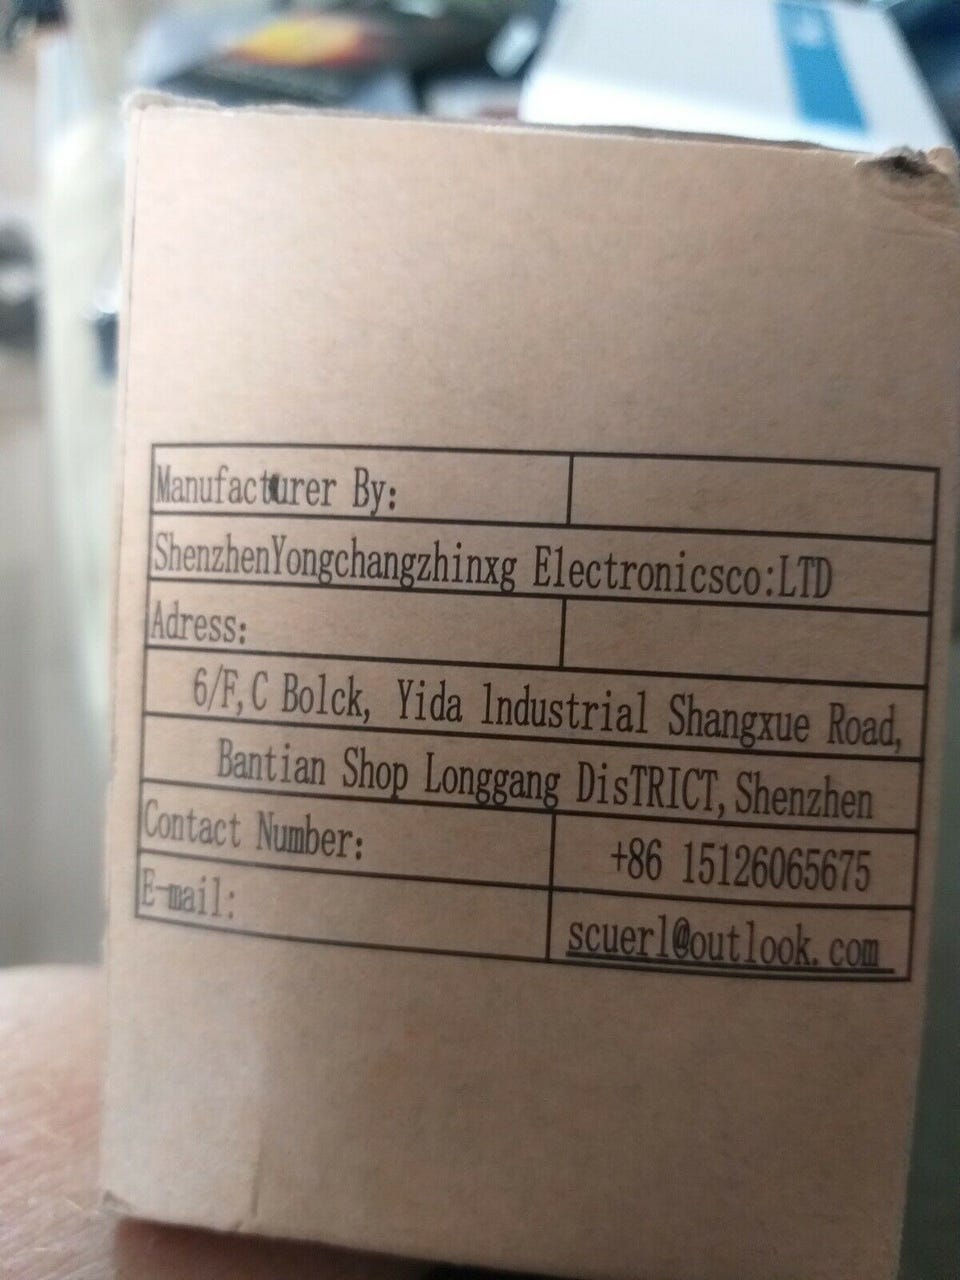 Manufacturer By:
ShenzhenYongchangzhinxg Electronicsco:LTD
Adress:
6/F,C Bolck, Yida lndustrial Shangxue Road,
Bantian Shop Longgang DisTRICT, Shenzhen
Contact Number: +86 15126065675
E-mail: scuerl@outlook.com